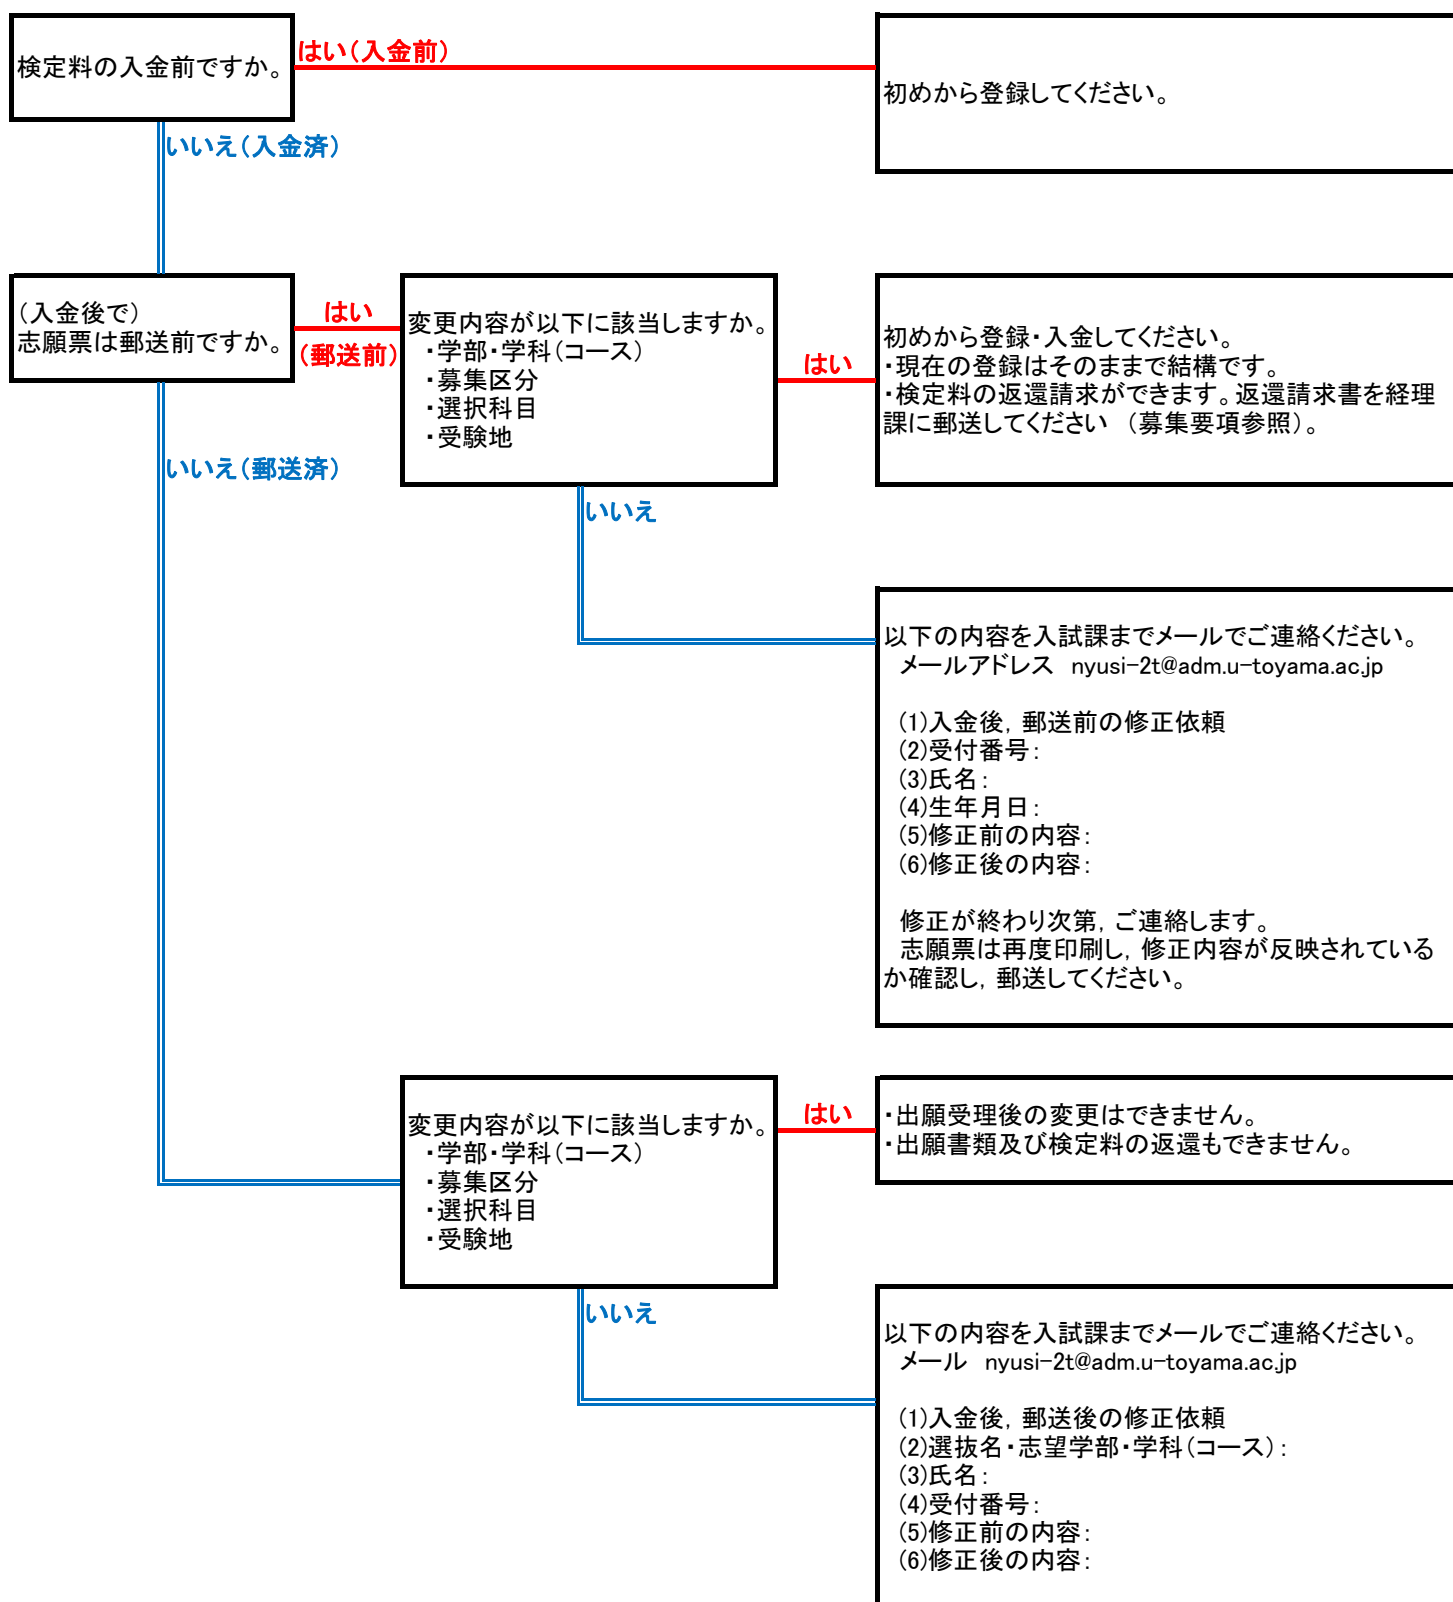 検定料の入金前ですか。
はい（入金前）
初めから登録してください。
いいえ（入金済）
（入金後で）
志願票は郵送前ですか。
はい
（郵送前）
変更内容が以下に該当しますか。
・学部・学科（コース）
・募集区分
・選択科目
・受験地
はい
初めから登録・入金してください。
・現在の登録はそのままで結構です。
・検定料の返還請求ができます。返還請求書を経理
課に郵送してください （募集要項参照）。
いいえ（郵送済）
いいえ
以下の内容を入試課までメールでご連絡ください。
メールアドレス nyusi-2t@adm.u-toyama.ac.jp
(1)入金後，郵送前の修正依頼
(2)受付番号：
(3)氏名：
(4)生年月日：
(5)修正前の内容：
(6)修正後の内容：
修正が終わり次第，ご連絡します。
志願票は再度印刷し，修正内容が反映されている
か確認し，郵送してください。
変更内容が以下に該当しますか。
・学部・学科（コース）
・募集区分
・選択科目
・受験地
はい
・出願受理後の変更はできません。
・出願書類及び検定料の返還もできません。
いいえ
以下の内容を入試課までメールでご連絡ください。
メール nyusi-2t@adm.u-toyama.ac.jp
(1)入金後，郵送後の修正依頼
(2)選抜名・志望学部・学科（コース）：
(3)氏名：
(4)受付番号：
(5)修正前の内容：
(6)修正後の内容：